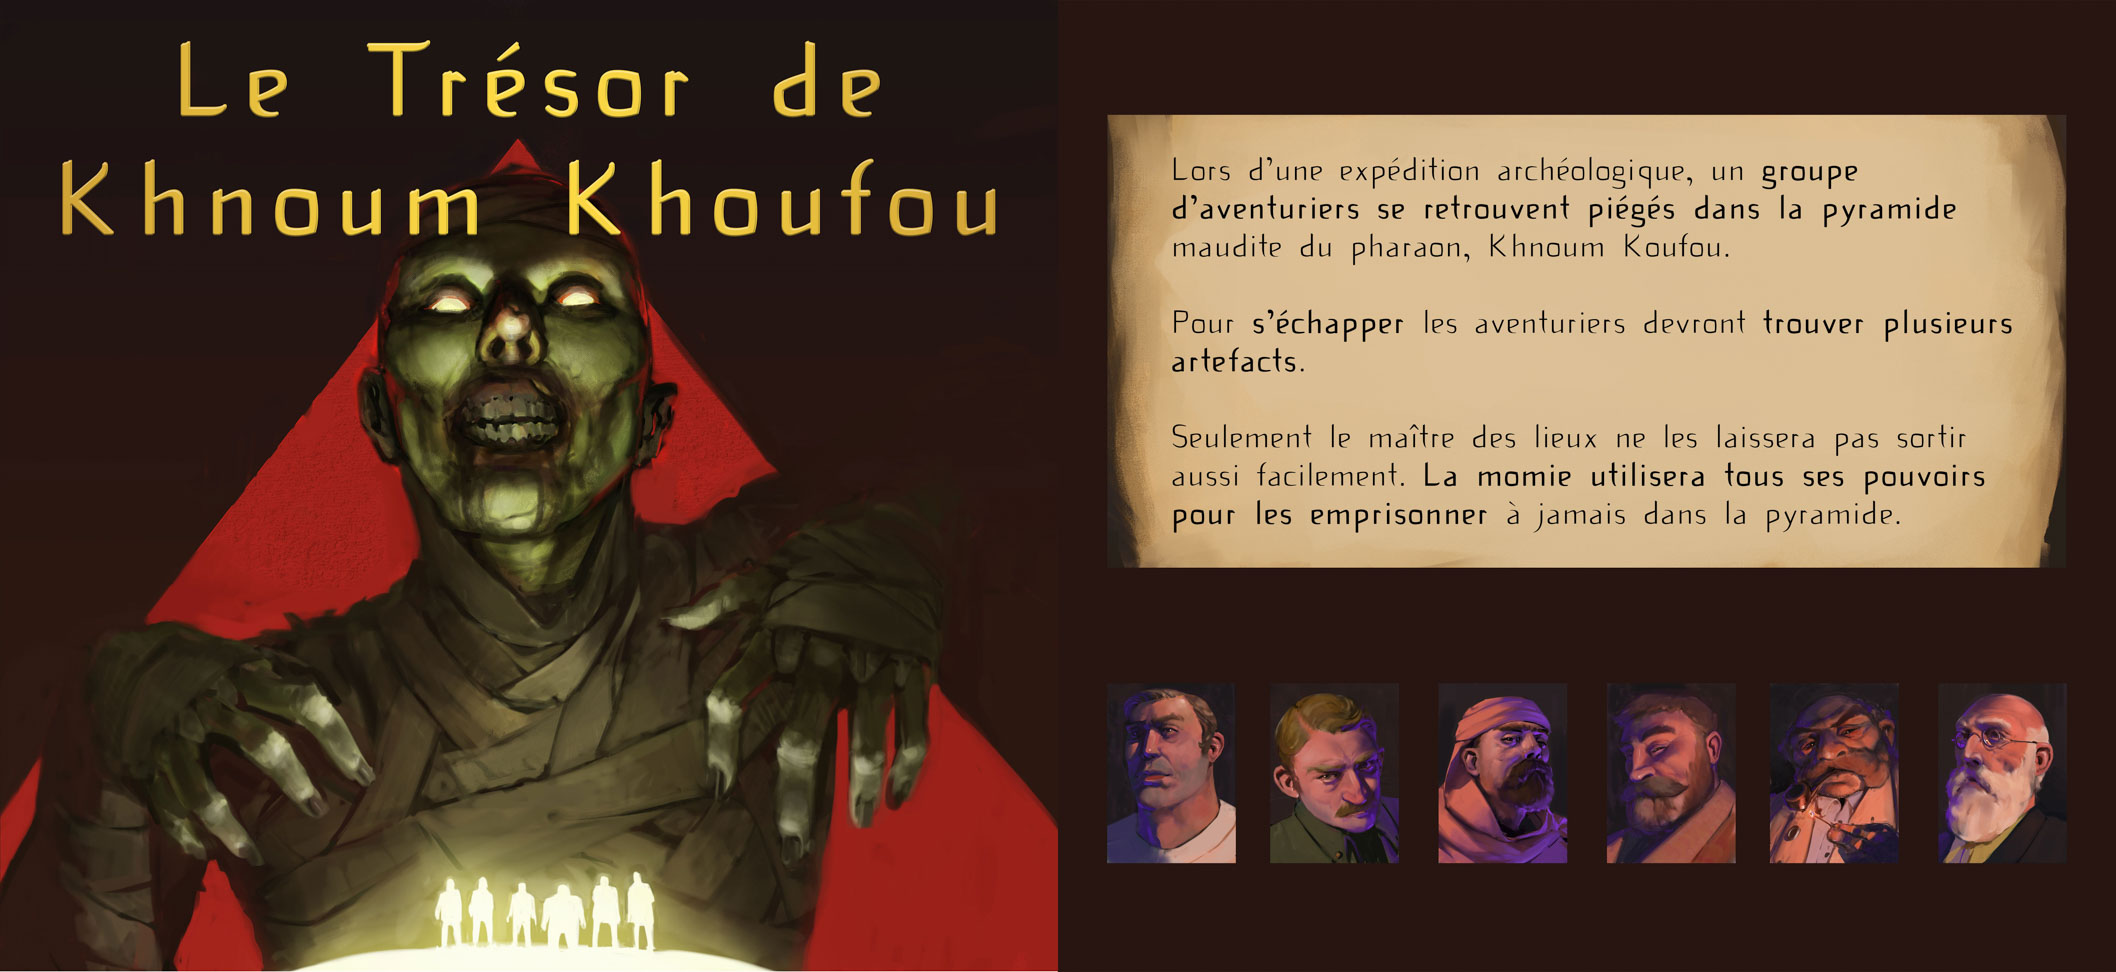 Le Trésor de
Khnoum Khoufou
Lors d'une expédition archéologique, un groupe
d'aventuriers se retrouvent piégés dans la pyramide
maudite du pharaon, Khnoum Koufou.
Pour s'échapper les aventuriers devront trouver plusieurs
artefacts.
Seulement le maître des lieux ne les laissera pas sortir
aussi facilement. La momie utilisera tous ses pouvoirs
pour les emprisonner à jamais dans la pyramide.